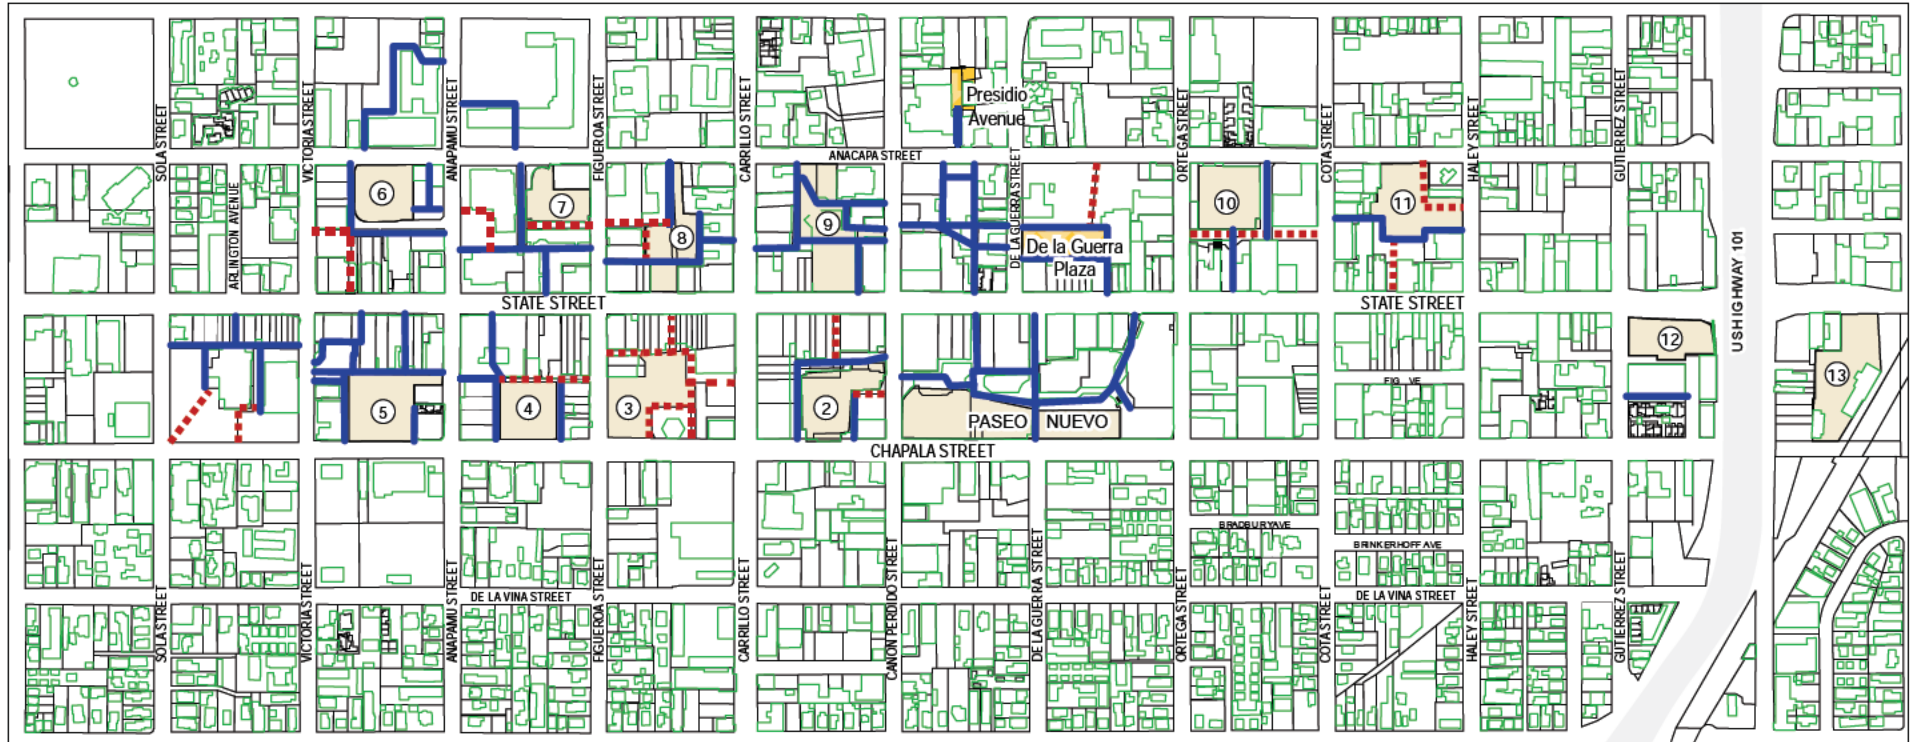 SOLA STREET
VICTORIA STREET
ANAPAMU STREET
FIGUEROA STREET
CARRILLO STREET
Presidio
Avenue
ORTEGA STREET
COTA STREET
HALEY STREET
GUTIERREZ STREET
ANACAPA STREET
ARLINGTON AVENUE
DE LA GUERRA STREET
6
7
8
9
10
11
De la Guerra
Plaza
US HIGHWAY 101
STATE STREET
STATE STREET
5
4
3
2
PASEO NUEVO
12
13
CHAPALA STREET
BRADBURY AVE
BRINKERHOFF AVE
DE LA VINA STREET
DE LA VINA STREET
SOLA STREET
VICTORIA STREET
ANAPAMU STREET
FIGUEROA STREET
CARRILLO STREET
CANON PERDIDO STREET
DE LA GUERRA STREET
ORTEGA STREET
COTA STREET
HALEY STREET
GUTIERREZ STREET